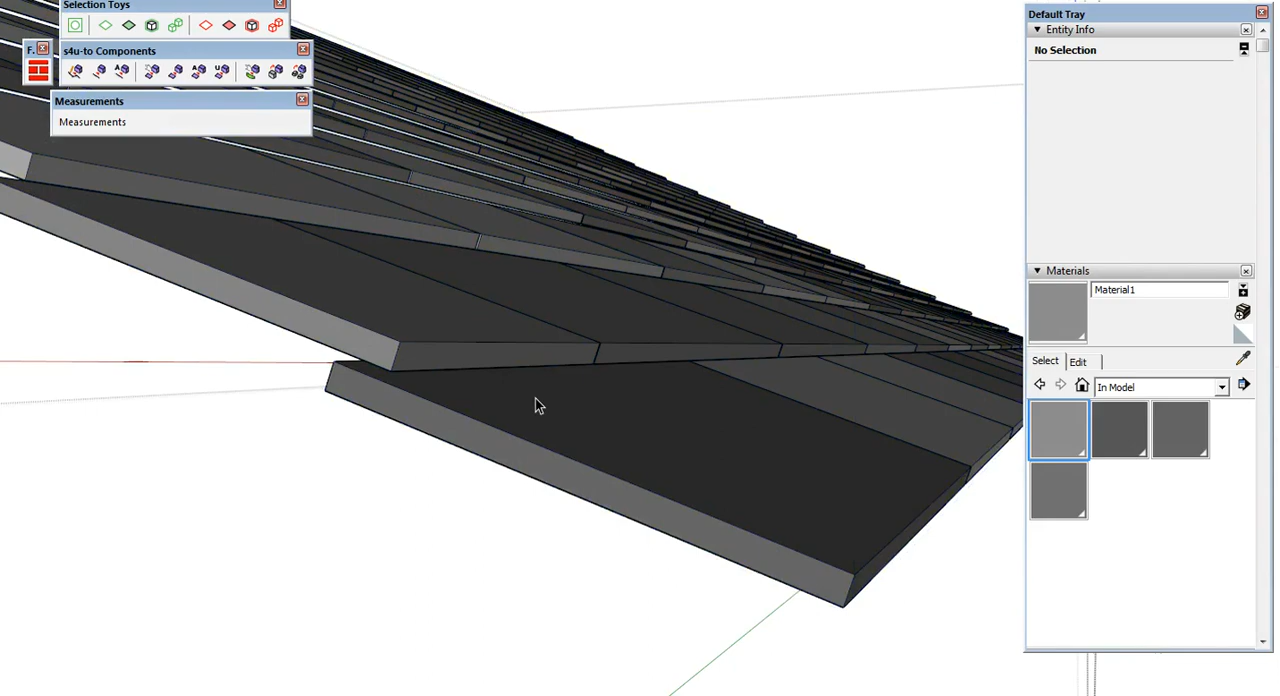 Selection Toys
F.
s4u-to Components
Measurements
Measurements
Default Tray
Entity Info
No Selection
Materials
Material1
Select
Edit
In Model